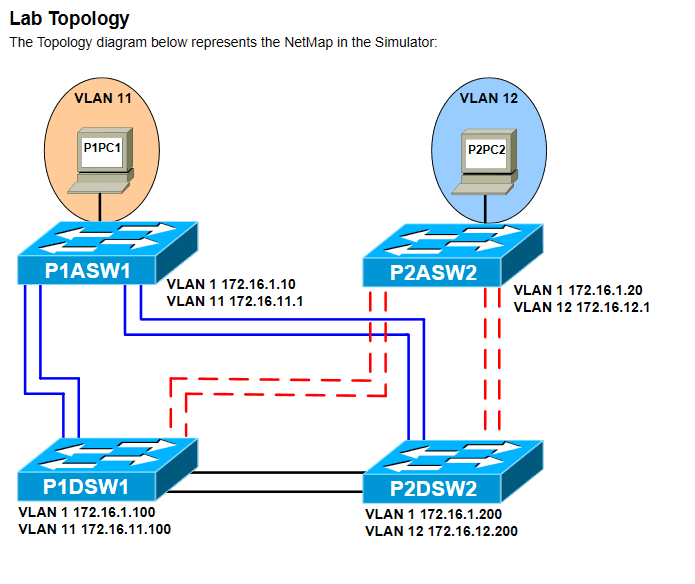 Lab Topology
The Topology diagram below represents the NetMap in the Simulator:
VLAN 11
VLAN 12
P1PC1
P2PC2
P1ASW1
P2ASW2
VLAN 1 172.16.1.10
VLAN 11 172.16.11.1
VLAN 1 172.16.1.20
VLAN 12 172.16.12.1
P1DSW1
P2DSW2
VLAN 1 172.16.1.100
VLAN 11 172.16.11.100
VLAN 1 172.16.1.200
VLAN 12 172.16.12.200